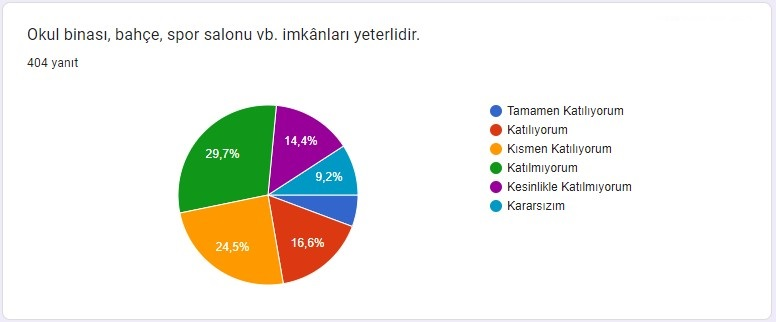 Okul binası, bahçe, spor salonu vb. imkânları yeterlidir.
404 yanıt
29,7%
14,4%
9,2%
24,5%
16,6%
Tamamen Katılıyorum
Katılıyorum
Kısmen Katılıyorum
Katılmıyorum
Kesinlikle Katılmıyorum
Kararsızım